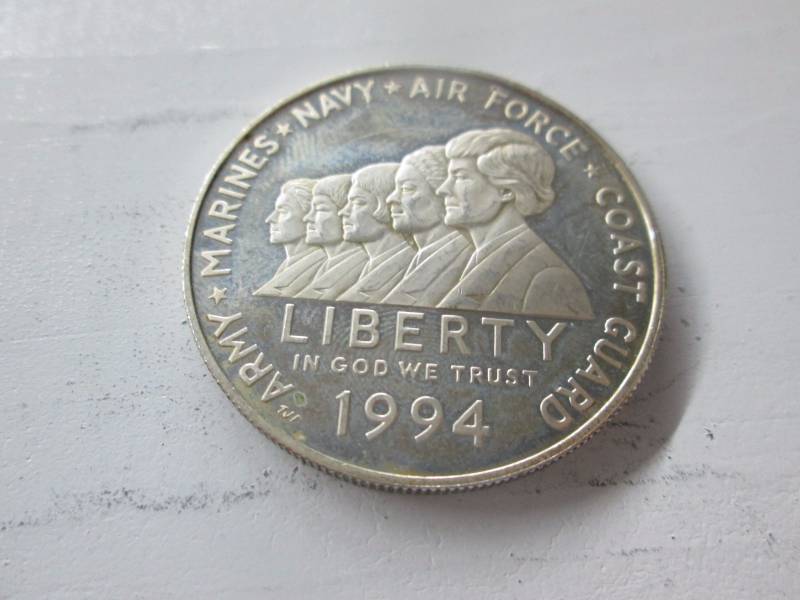 ARMY ★ MARINES ★ NAVY ★ AIR FORCE ★ COAST GUARD
LIBERTY
IN GOD WE TRUST
1994